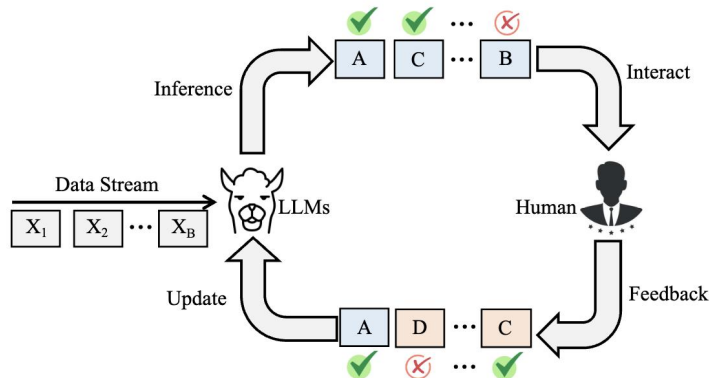 A C ... B
Inference
Interact
Data Stream
LLMs
Human
X1 X2 ... XB
Update
Feedback
A D ... C
...